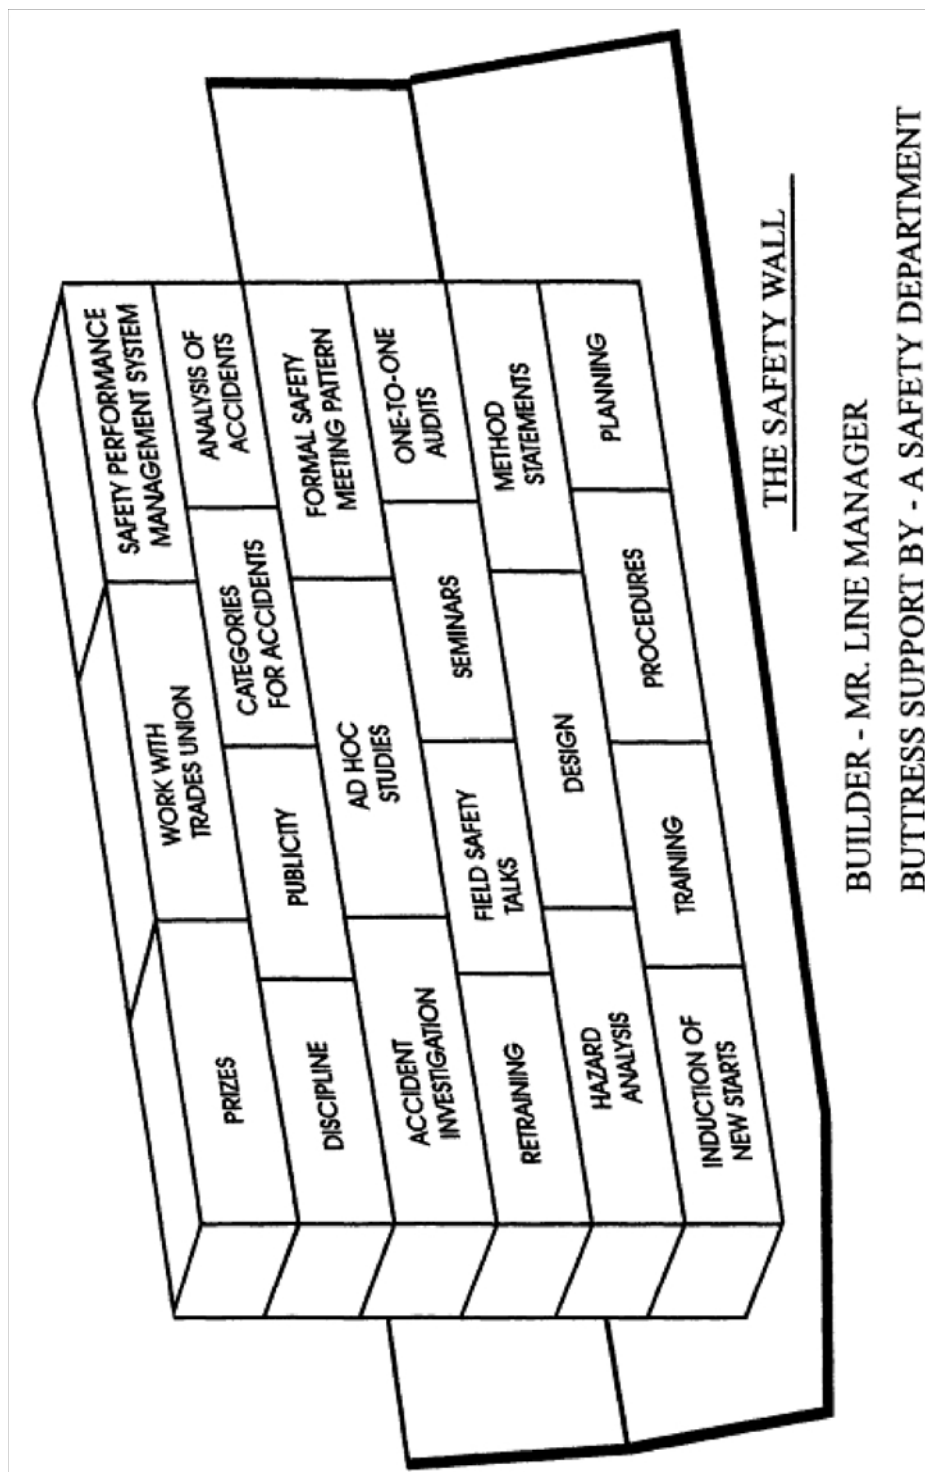 PRIZES
WORK WITH
TRADES UNION
SAFETY PERFORMANCE
MANAGEMENT SYSTEM
DISCIPLINE
PUBLICITY
CATEGORIES
FOR ACCIDENTS
ANALYSIS OF
ACCIDENTS
ACCIDENT
INVESTIGATION
AD HOC
STUDIES
FORMAL SAFETY
MEETING PATTERN
RETRAINING
FIELD SAFETY
TALKS
SEMINARS
ONE-TO-ONE
AUDITS
HAZARD
ANALYSIS
DESIGN
METHOD
STATEMENTS
INDUCTION OF
NEW STARTS
TRAINING
PROCEDURES
PLANNING
THE SAFETY WALL
BUILDER - MR. LINE MANAGER
BUTTRESS SUPPORT BY - A SAFETY DEPARTMENT